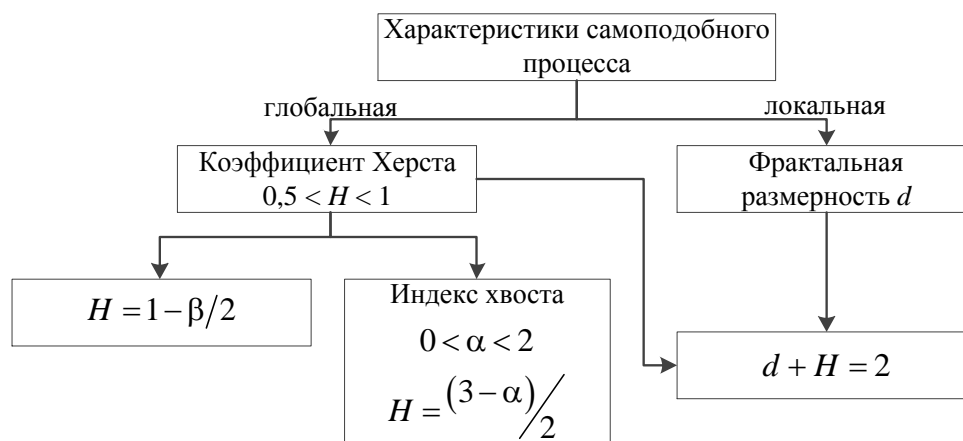 Характеристики самоподобного
процесса
глобальная
локальная
Коэффициент Херста
0,5 < H < 1
Фрактальная
размерность d
H = 1 − β/2
Индекс хвоста
0 < α < 2
H = (3 − α)/2
d + H = 2